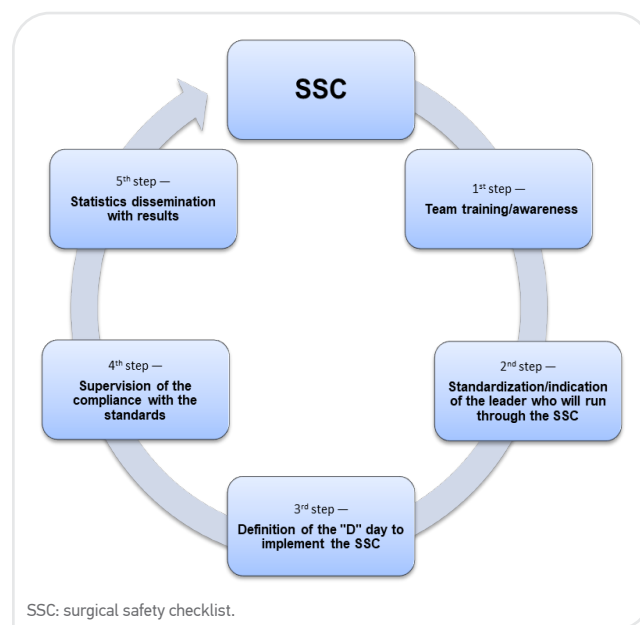 SSC
1st step —
Team training/awareness
2nd step —
Standardization/indication
of the leader who will run
through the SSC
3rd step —
Definition of the "D" day to
implement the SSC
4th step —
Supervision of the
compliance with the
standards
5th step —
Statistics dissemination
with results
SSC: surgical safety checklist.